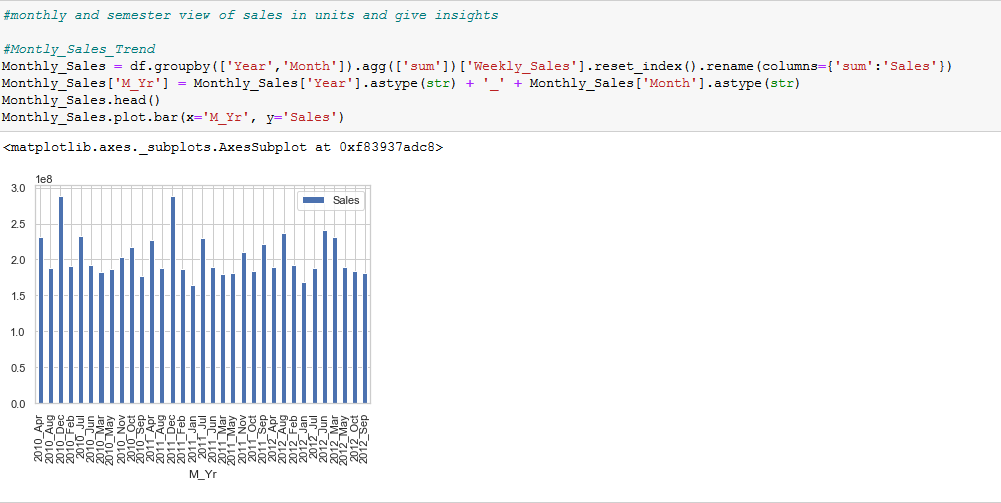 #monthly and semester view of sales in units and give insights
#Montly_Sales_Trend
Monthly_Sales = df.groupby(['Year','Month']).agg(['sum'])['Weekly_Sales'].reset_index().rename(columns={'sum':'Sales'})
Monthly_Sales['M_Yr'] = Monthly_Sales['Year'].astype(str) + '_' + Monthly_Sales['Month'].astype(str)
Monthly_Sales.head()
Monthly_Sales.plot.bar(x='M_Yr', y='Sales')
<matplotlib.axes._subplots.AxesSubplot at 0xf83937adc8>
1e8
3.0
Sales
2.5
2.0
1.5
1.0
0.5
0.0
2010_Apr
2010_Aug
2010_Dec
2010_Feb
2010_Jul
2010_Jun
2010_Mar
2010_May
2010_Nov
2010_Oct
2010_Sep
2011_Apr
2011_Aug
2011_Dec
2011_Feb
2011_Jan
2011_Jul
2011_Jun
2011_Mar
2011_May
2011_Nov
2011_Oct
2011_Sep
2012_Apr
2012_Aug
2012_Feb
2012_Jan
2012_Jul
2012_Jun
2012_Mar
2012_May
2012_Oct
2012_Sep
M_Yr